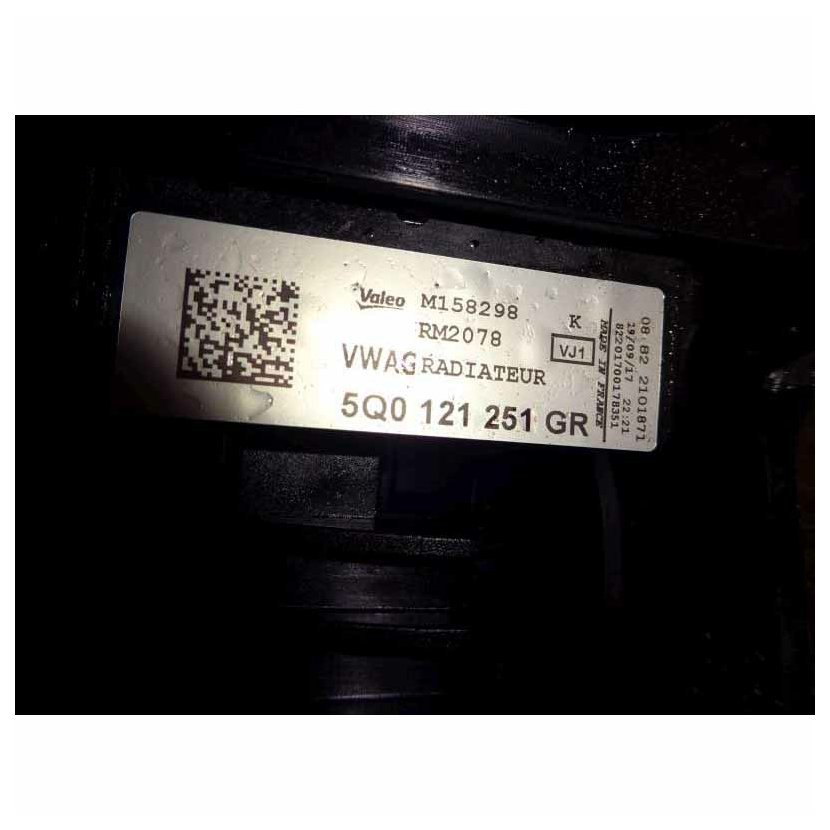 Valeo M158298
RM2078
K
VJ1
VWAG RADIATEUR
5Q0 121 251 GR
MADE IN FRANCE
82201700178351
19/09/17 22:21
08 82 2101871